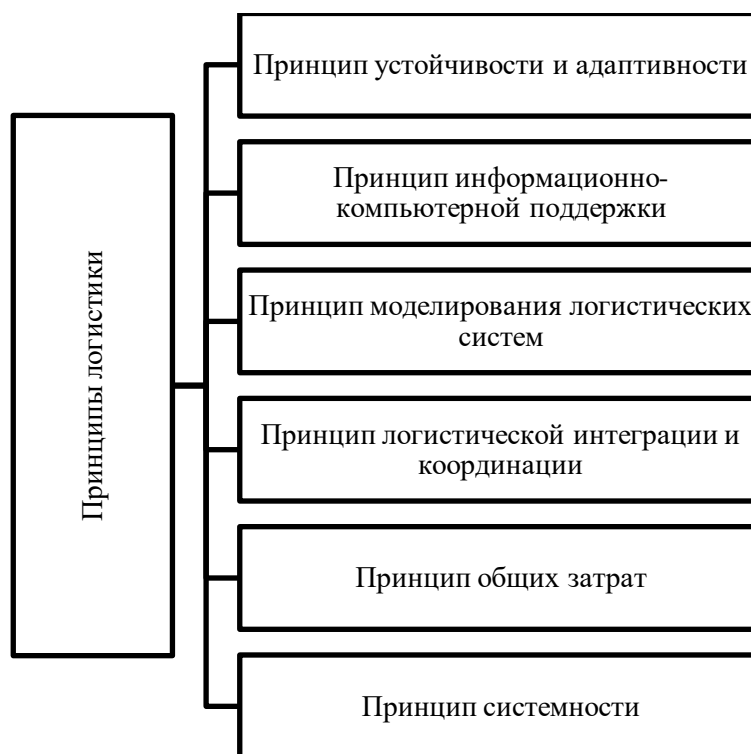 Принципы логистики
Принцип устойчивости и адаптивности
Принцип информационно-
компьютерной поддержки
Принцип моделирования логистических
систем
Принцип логистической интеграции и
координации
Принцип общих затрат
Принцип системности